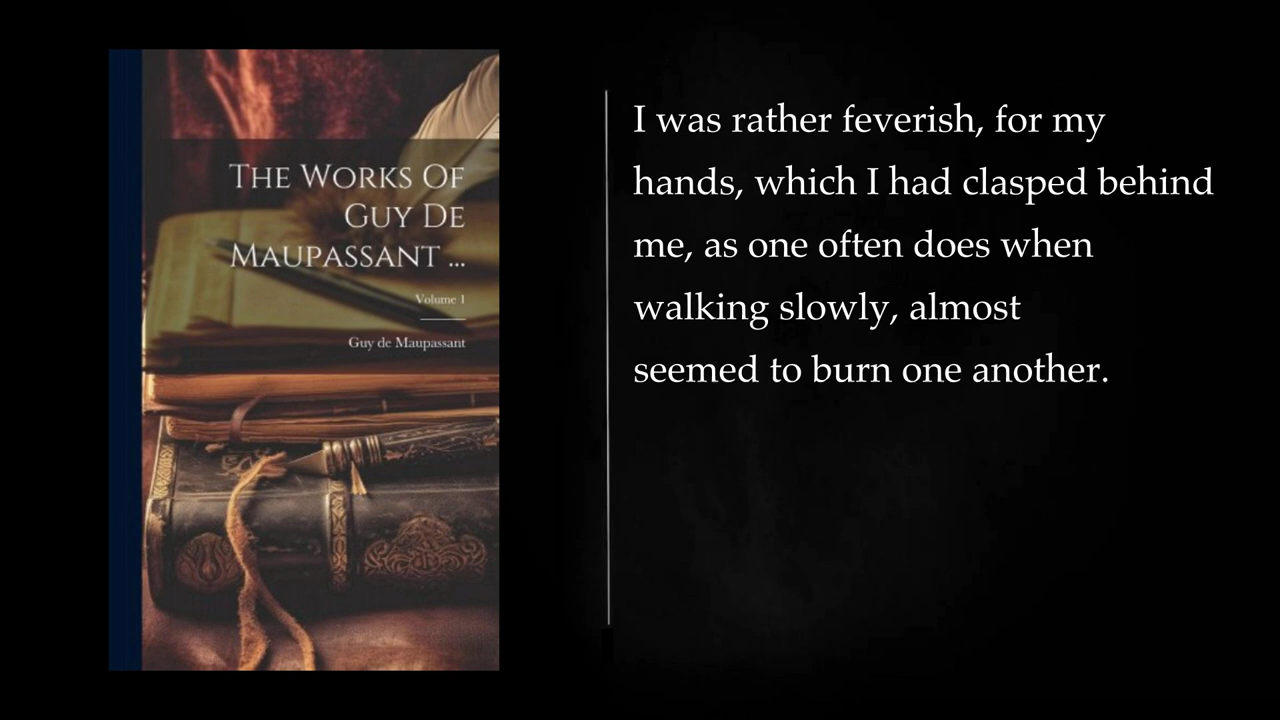 The Works Of
Guy De
Maupassant ...
Volume 1
Guy de Maupassant
I was rather feverish, for my
hands, which I had clasped behind
me, as one often does when
walking slowly, almost
seemed to burn one another.